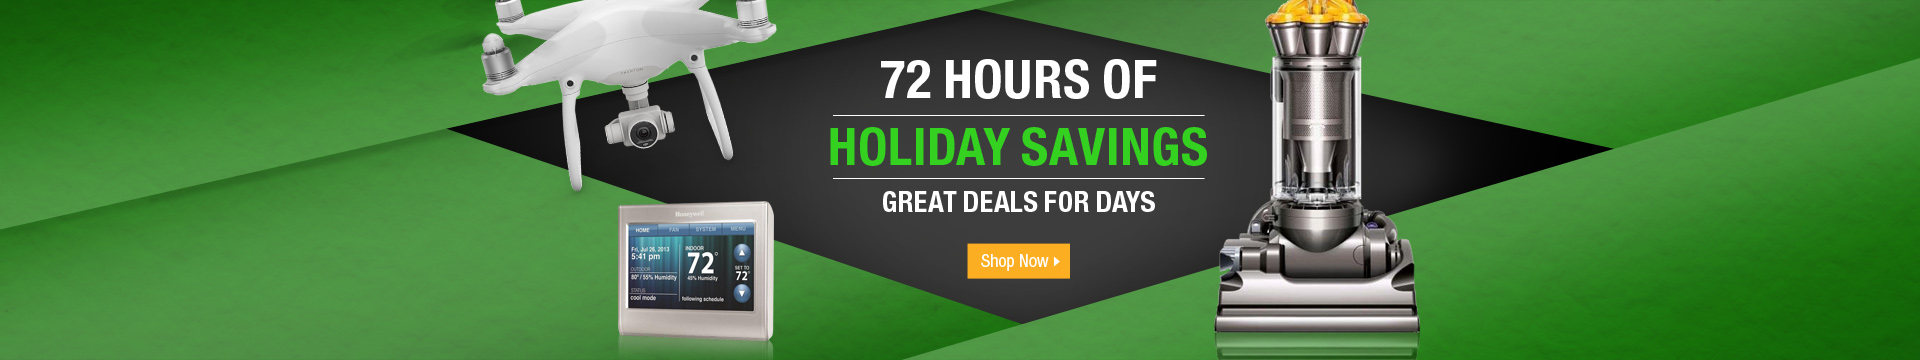 72 HOURS OF
HOLIDAY SAVINGS
GREAT DEALS FOR DAYS
Shop Now
PHANTOM
Honeywell
HOME FAN SYSTEM MENU
Fri, Jul 26, 2013
5:41 pm
INDOOR
72°
45% Humidity
SET TO
72°
OUTDOOR
80° / 55% Humidity
STATUS
cool mode
following schedule